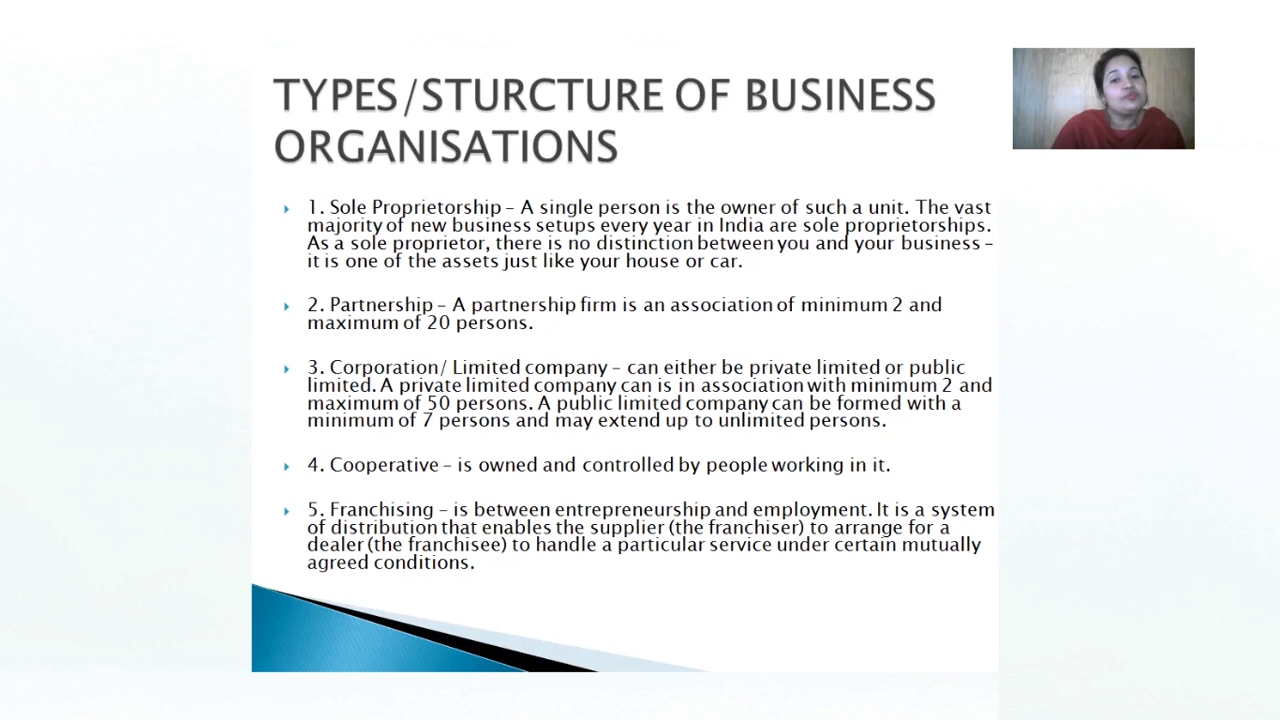 TYPES/STURCTURE OF BUSINESS
ORGANISATIONS
1. Sole Proprietorship – A single person is the owner of such a unit. The vast
majority of new business setups every year in India are sole proprietorships.
As a sole proprietor, there is no distinction between you and your business –
it is one of the assets just like your house or car.
2. Partnership – A partnership firm is an association of minimum 2 and
maximum of 20 persons.
3. Corporation/ Limited company – can either be private limited or public
limited. A private limited company can is in association with minimum 2 and
maximum of 50 persons. A public limited company can be formed with a
minimum of 7 persons and may extend up to unlimited persons.
4. Cooperative – is owned and controlled by people working in it.
5. Franchising – is between entrepreneurship and employment. It is a system
of distribution that enables the supplier (the franchiser) to arrange for a
dealer (the franchisee) to handle a particular service under certain mutually
agreed conditions.